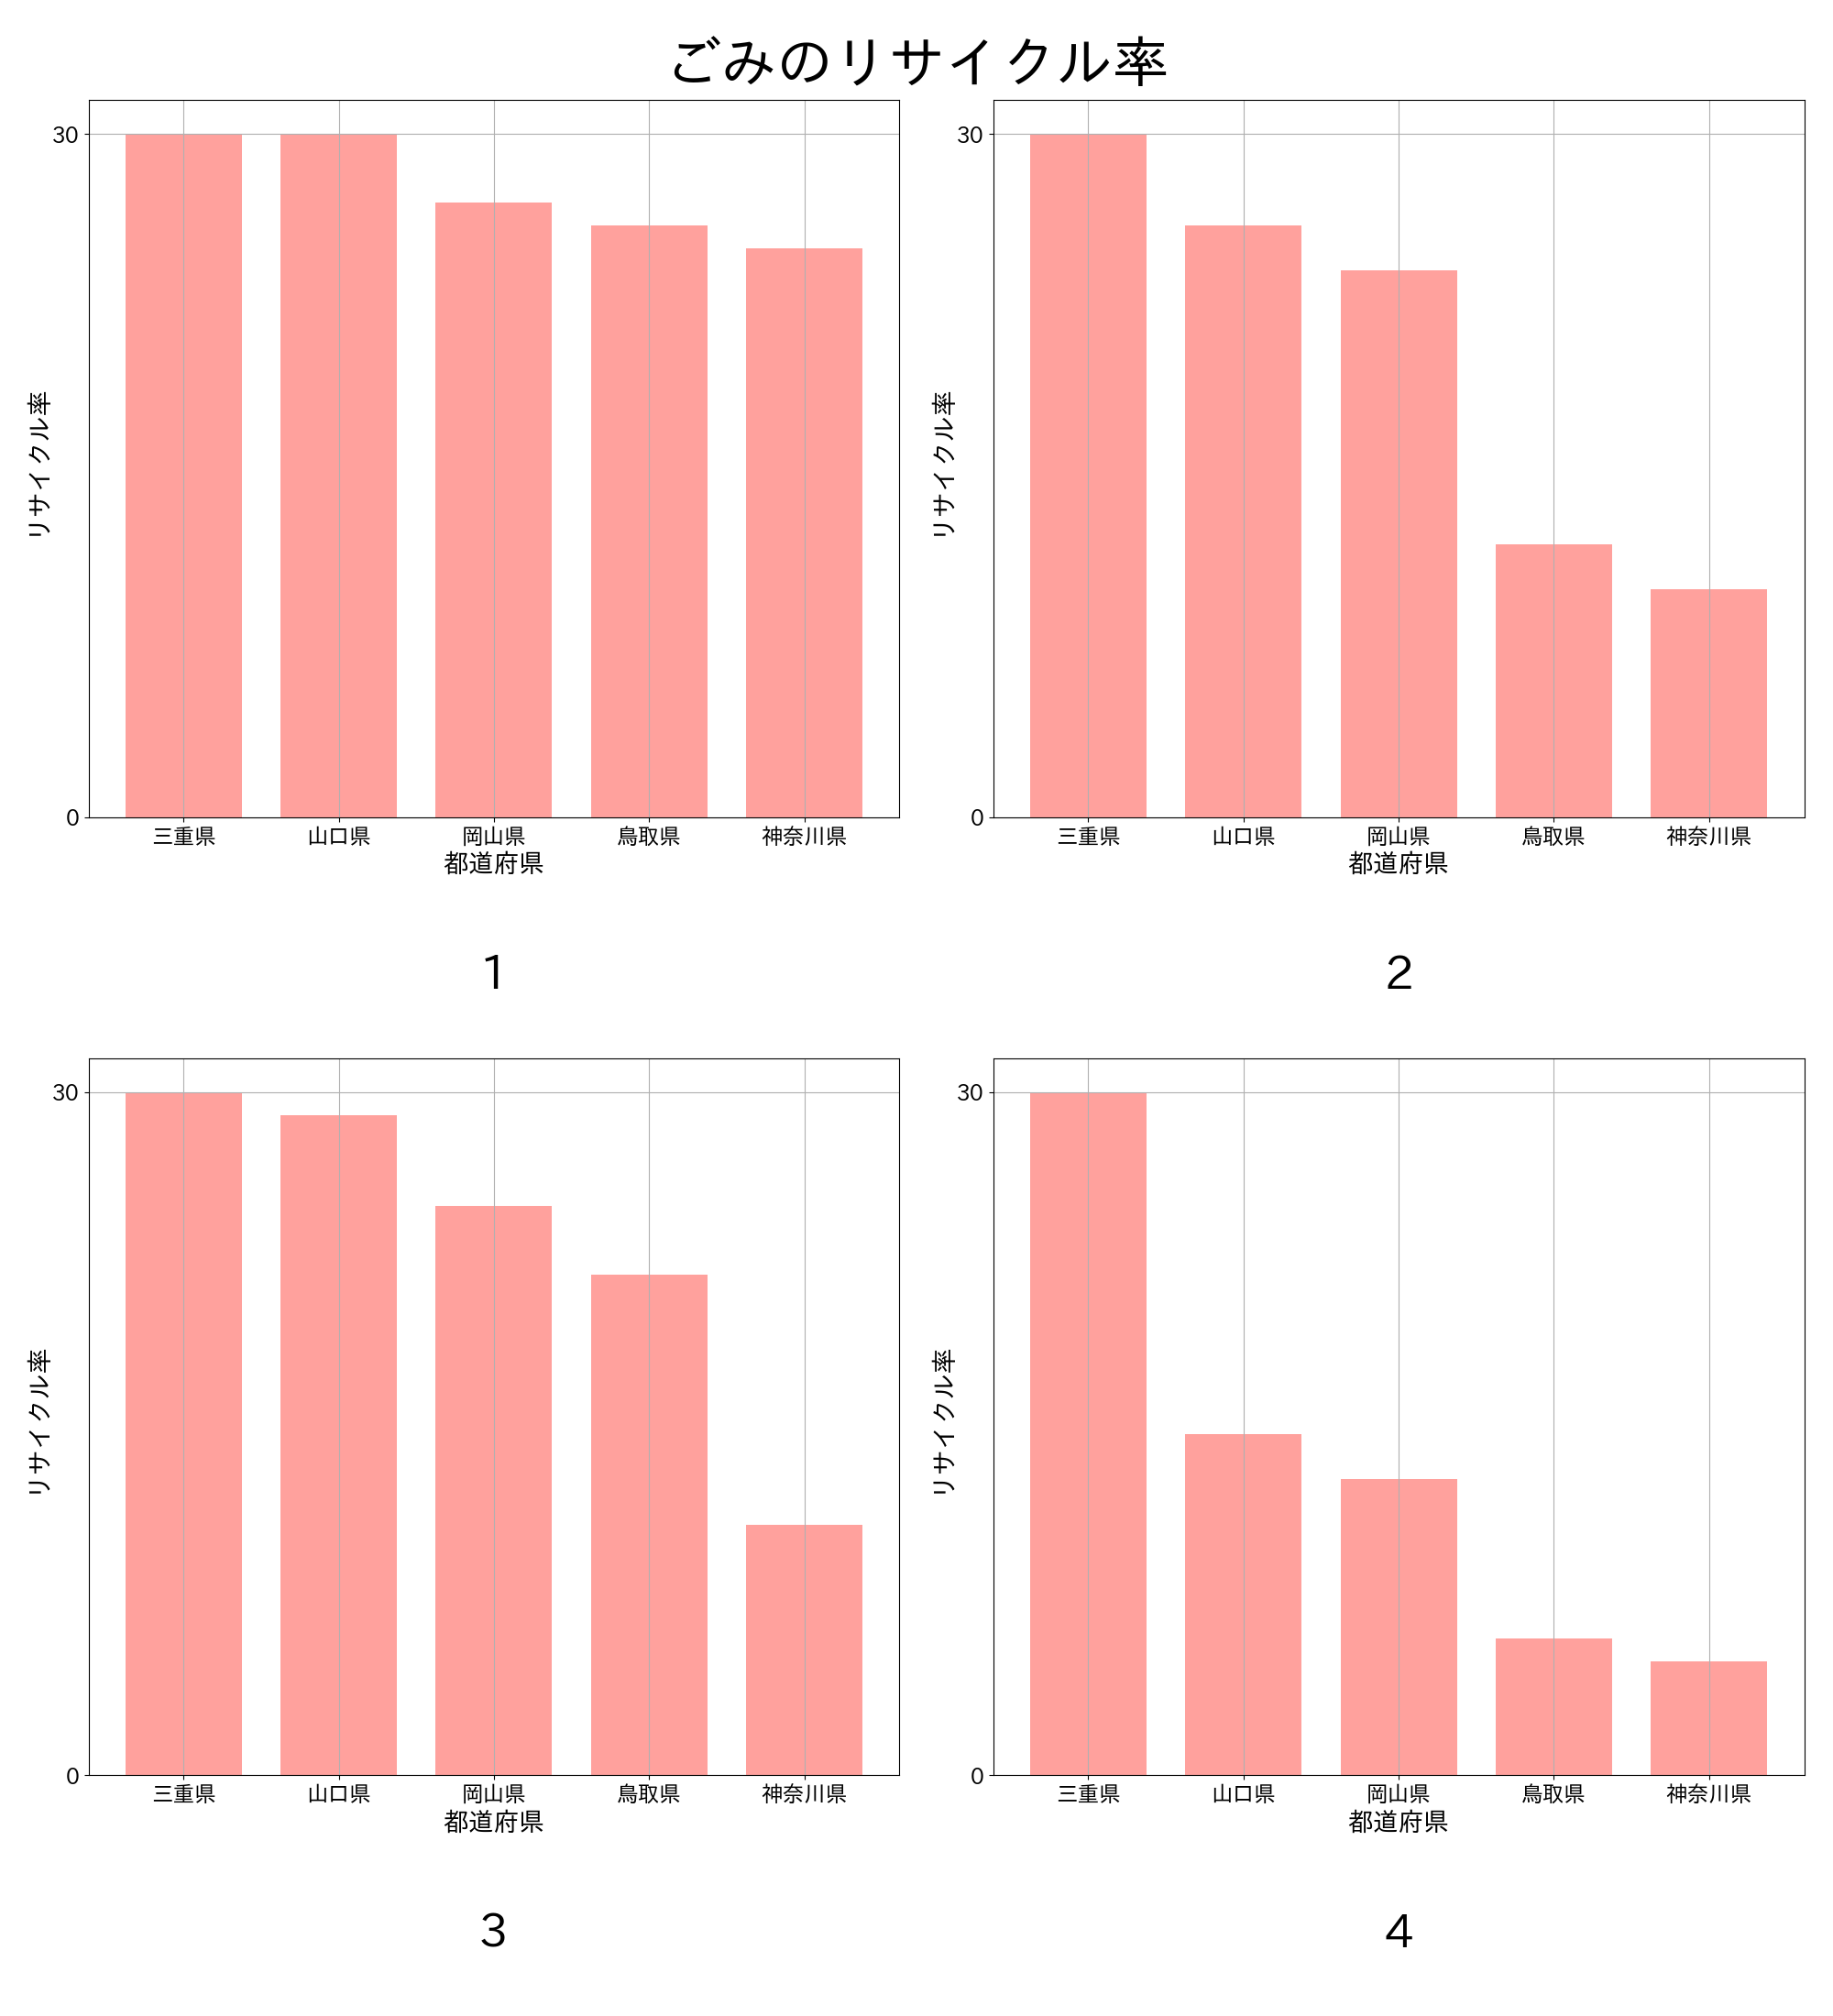 ごみのリサイクル率
30
0
リサイクル率
三重県 山口県 岡山県 鳥取県 神奈川県
都道府県
1
30
0
リサイクル率
三重県 山口県 岡山県 鳥取県 神奈川県
都道府県
2
30
0
リサイクル率
三重県 山口県 岡山県 鳥取県 神奈川県
都道府県
3
30
0
リサイクル率
三重県 山口県 岡山県 鳥取県 神奈川県
都道府県
4